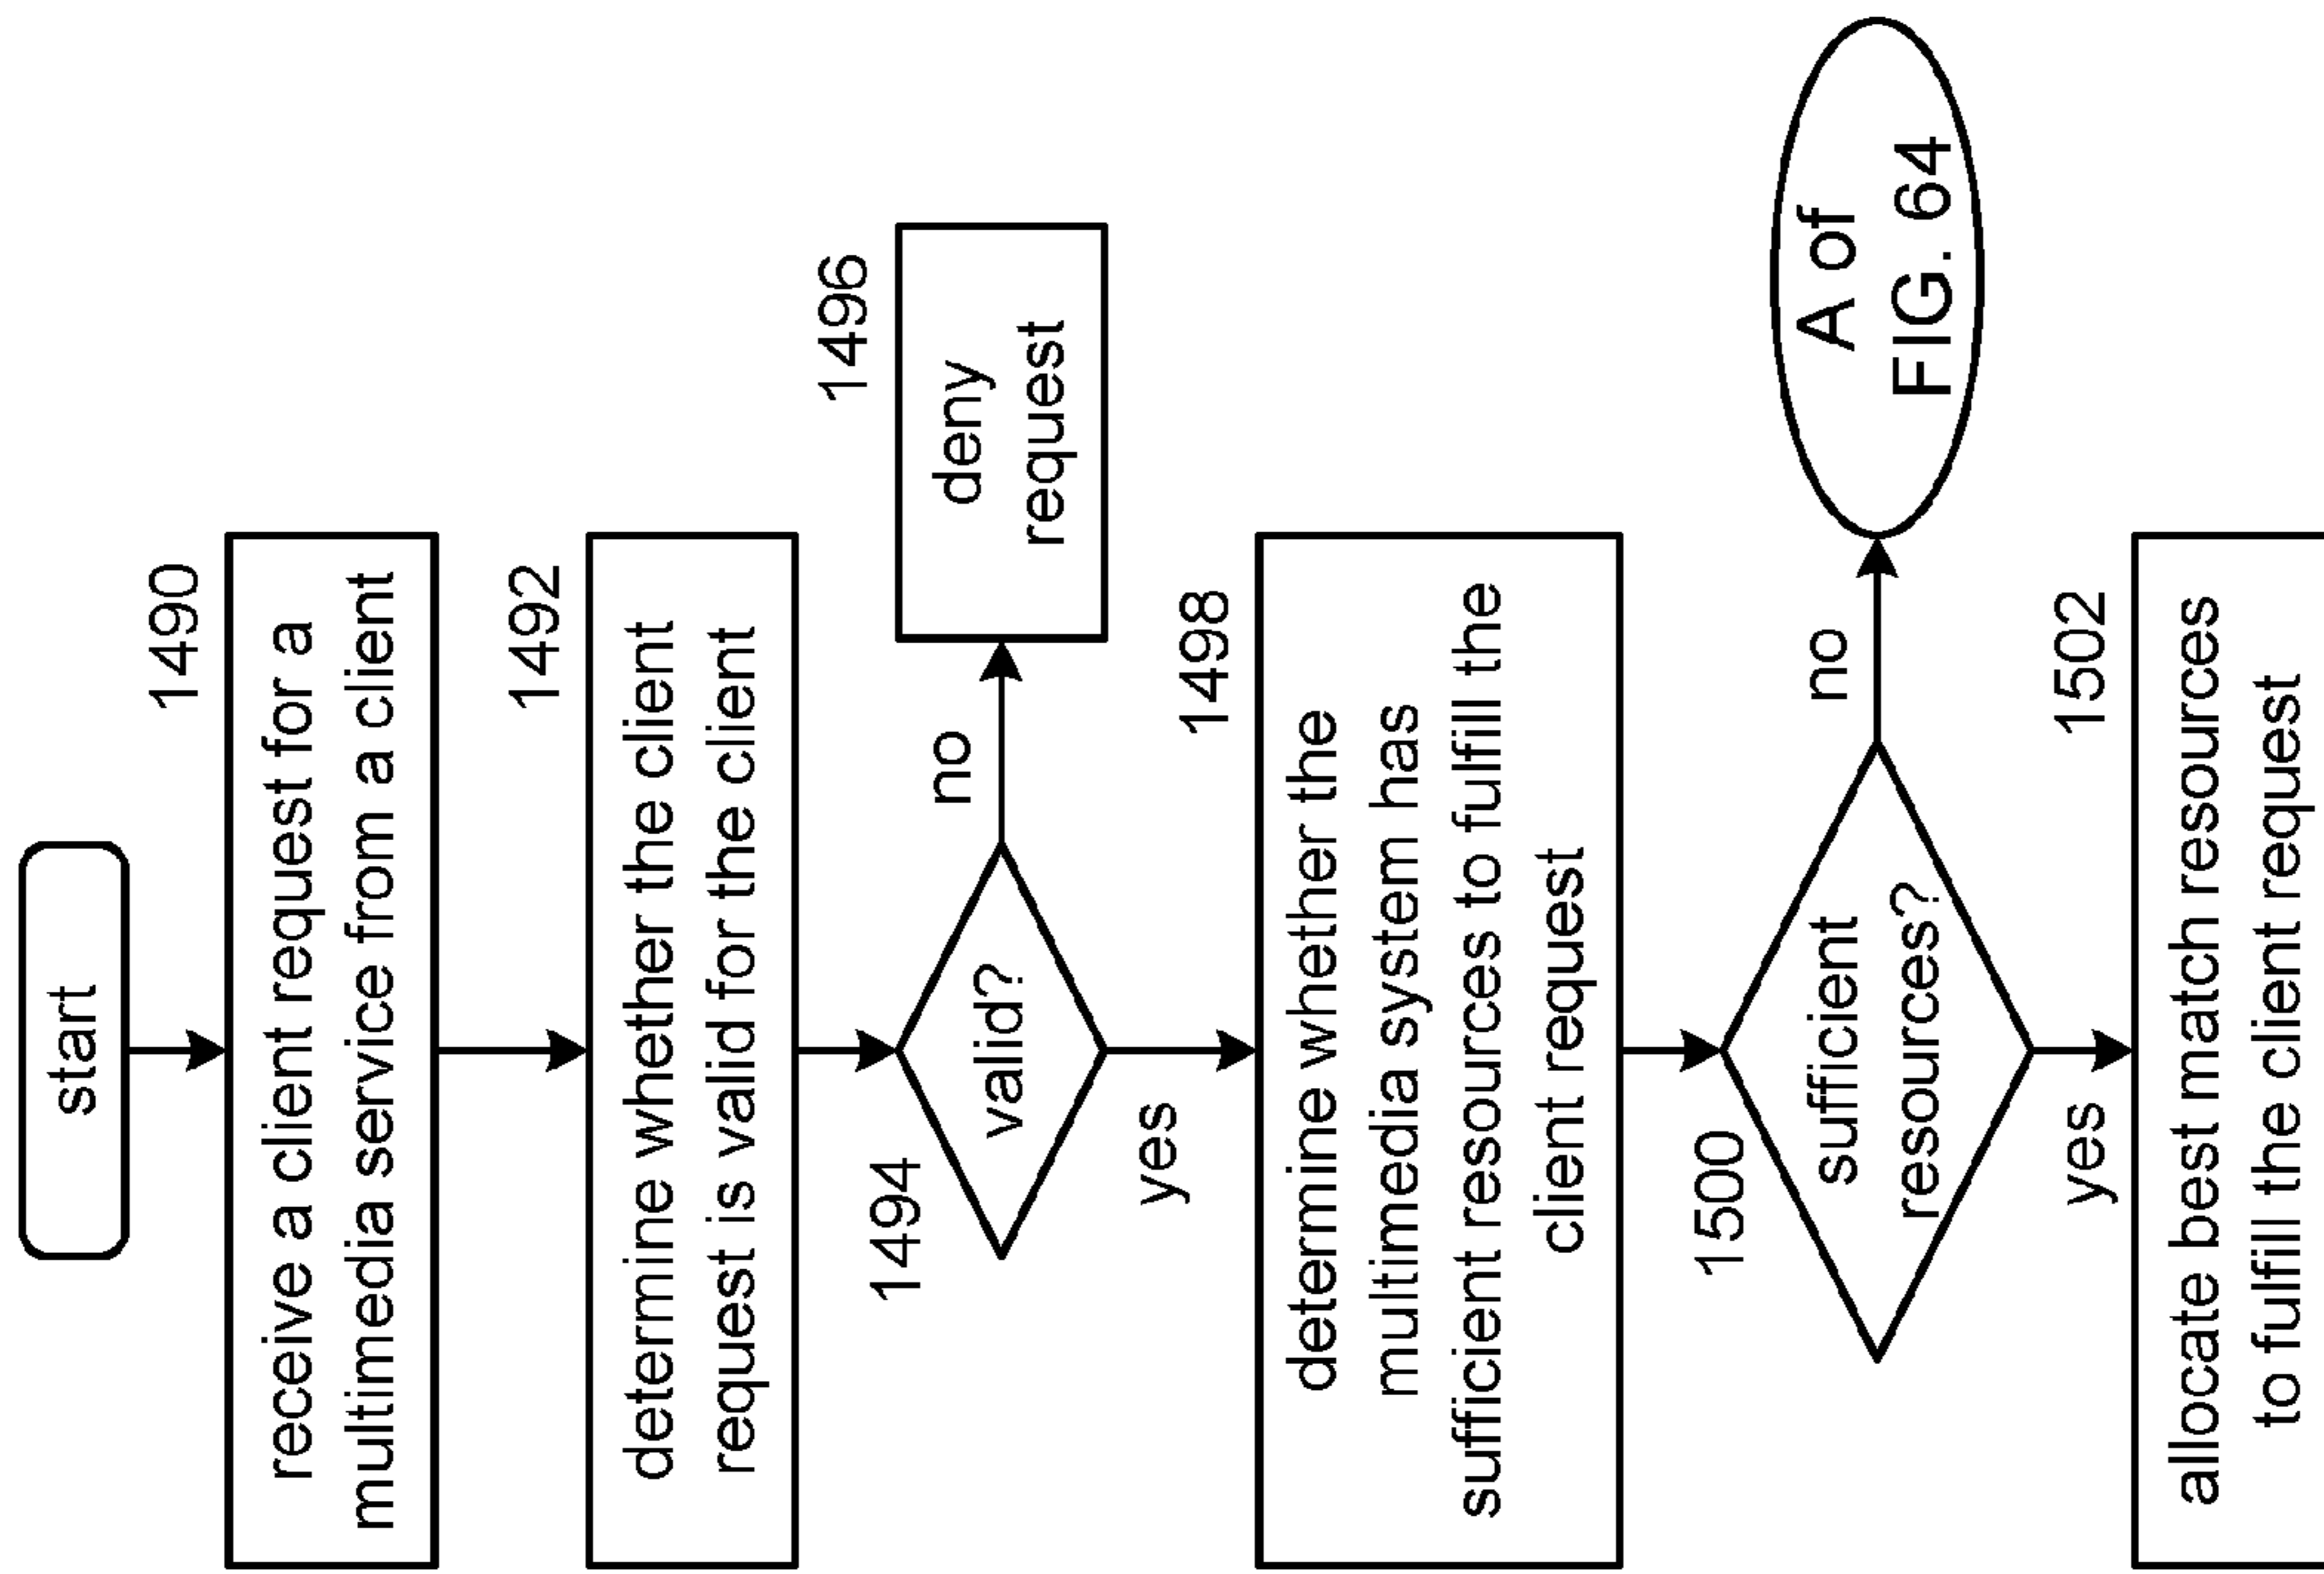 start
1490
receive a client request for a
multimedia service from a client
1492
determine whether the client
request is valid for the client
1494
valid?
no
1496
deny
request
yes
1498
determine whether the
multimedia system has
sufficient resources to fulfill the
client request
1500
sufficient
resources?
no
A of
FIG. 64
yes
1502
allocate best match resources
to fulfill the client request